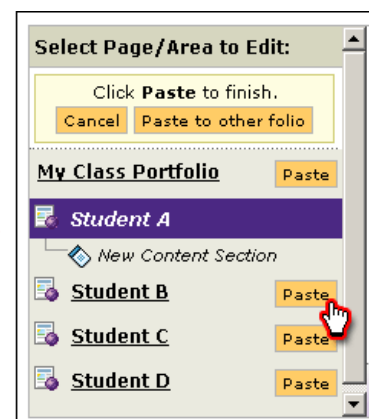 Select Page/Area to Edit:
Click Paste to finish.
Cancel Paste to other folio
My Class Portfolio Paste
Student A
New Content Section
Student B Paste
Student C Paste
Student D Paste